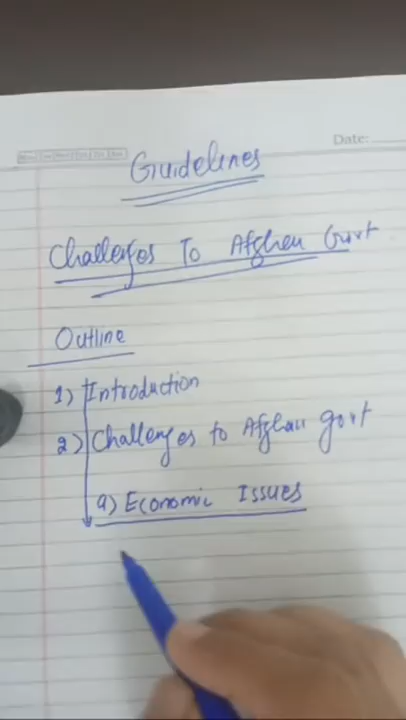 Date:
Guidelines
Challenges To Afghan Govt
Outline
1) Introduction
2) Challenges to Afghan govt
a) Economic Issues